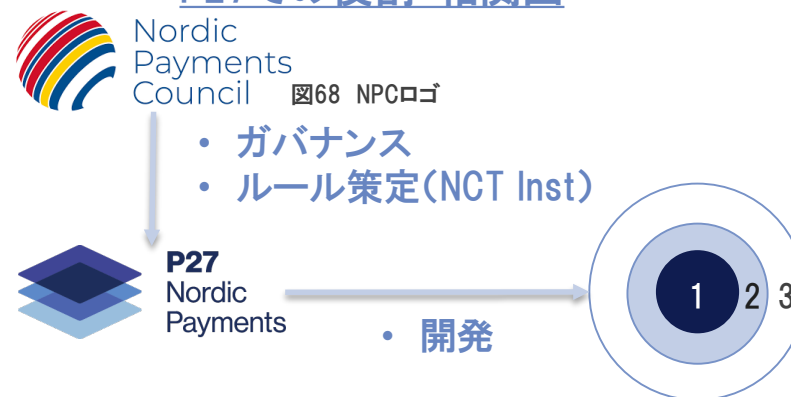 Nordic
Payments
Council
図68 NPCロゴ
• ガバナンス
• ルール策定(NCT Inst)
P27
Nordic
Payments
1 2 3
• 開発